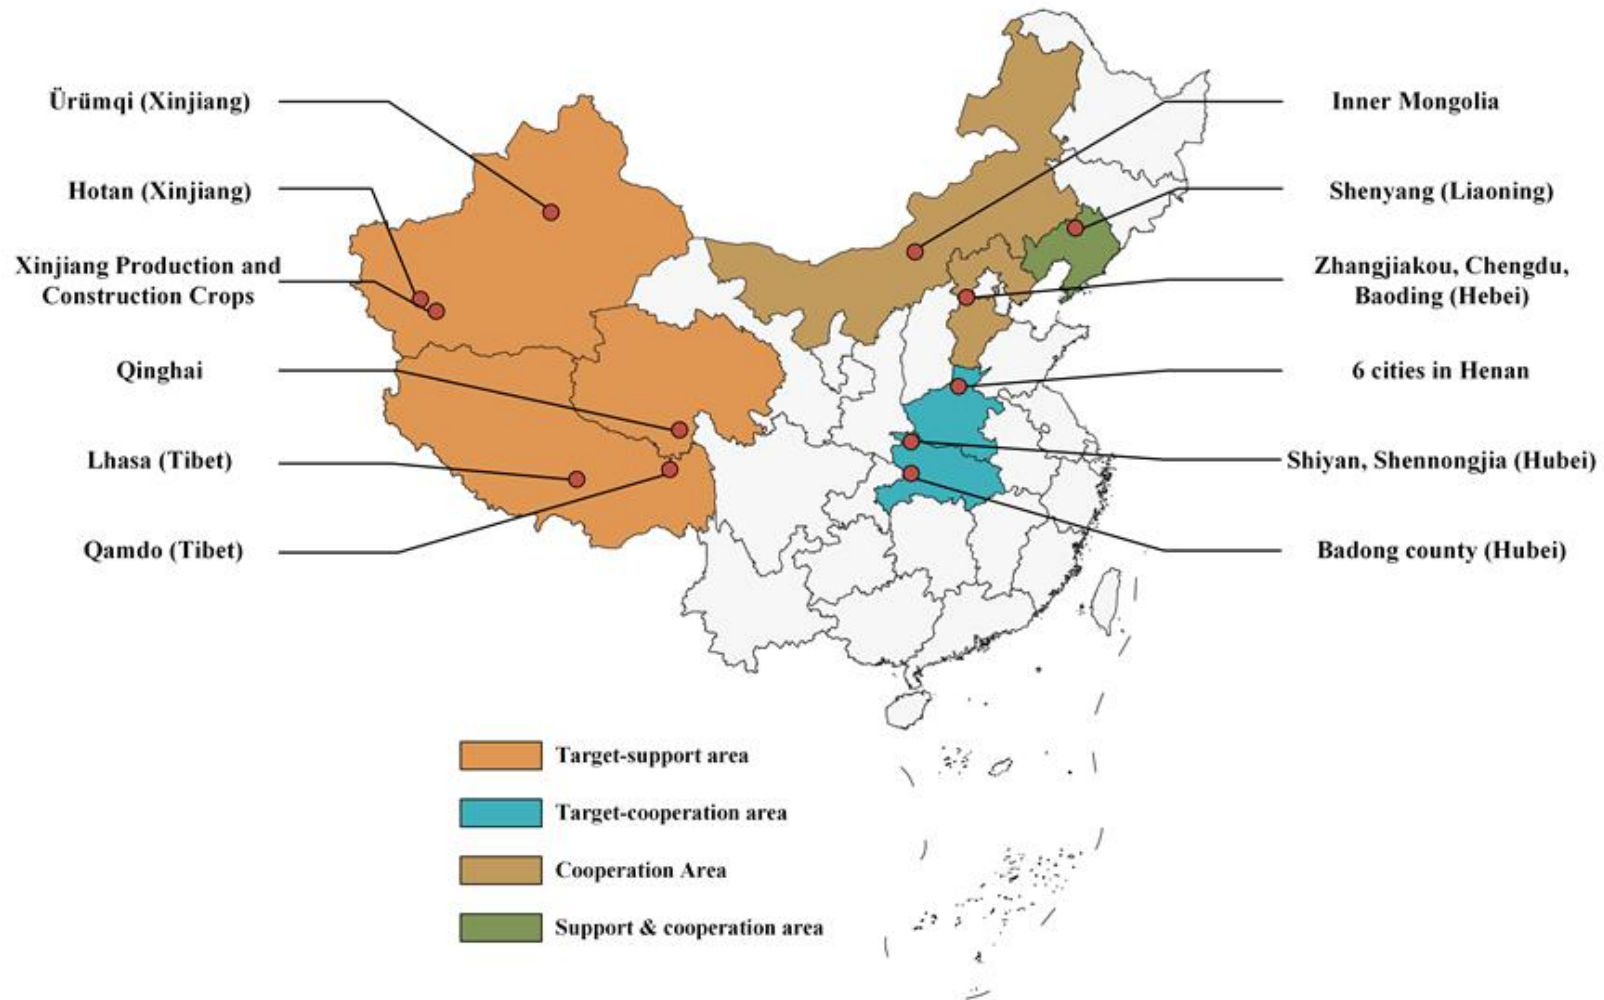 Ürümqi (Xinjiang)
Hotan (Xinjiang)
Xinjiang Production and
Construction Crops
Qinghai
Lhasa (Tibet)
Qamdo (Tibet)
Inner Mongolia
Shenyang (Liaoning)
Zhangjiakou, Chengdu,
Baoding (Hebei)
6 cities in Henan
Shiyan, Shennongjia (Hubei)
Badong county (Hubei)
Target-support area
Target-cooperation area
Cooperation Area
Support & cooperation area